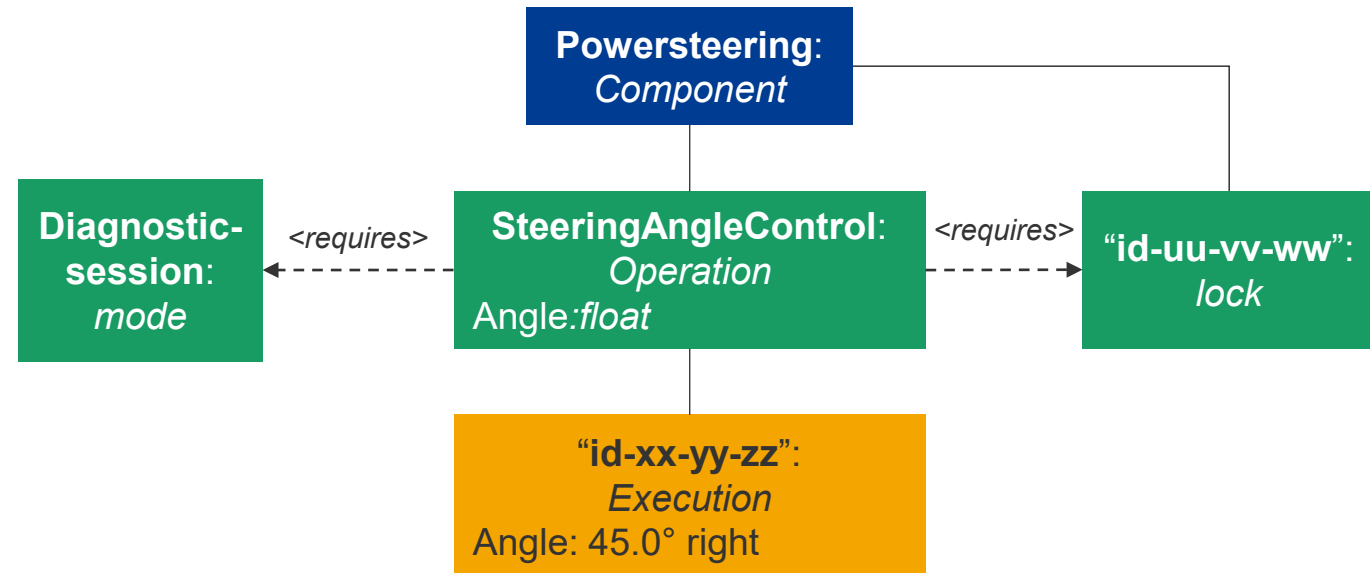 Powersteering:
Component
Diagnostic-
session:
mode
<requires>
SteeringAngleControl:
Operation
Angle:float
<requires>
“id-uu-vv-ww”:
lock
“id-xx-yy-zz”:
Execution
Angle: 45.0° right